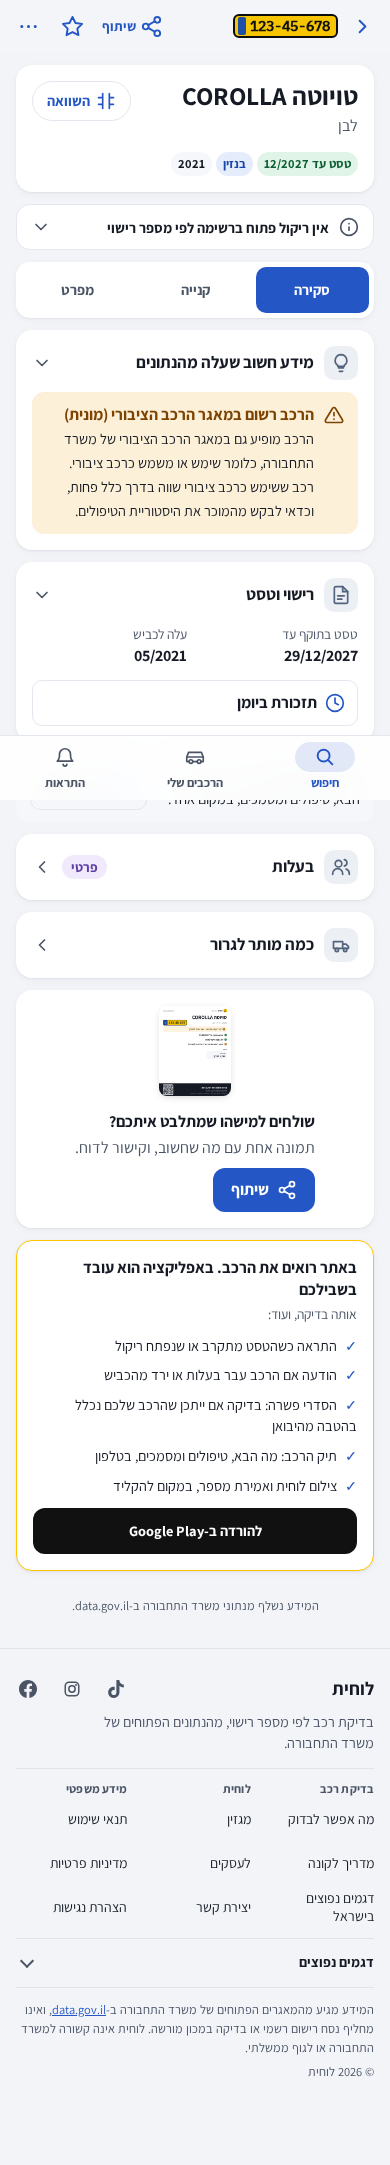 123-45-678
שיתוף
טויוטה COROLLA
לבן
השוואה
טסט עד 12/2027
בנזין
2021
אין ריקול פתוח ברשימה לפי מספר רישוי
סקירה
קנייה
מפרט
מידע חשוב שעלה מהנתונים
הרכב רשום במאגר הרכב הציבורי (מונית)
הרכב מופיע גם במאגר הרכב הציבורי של משרד
התחבורה, כלומר שימש או משמש כרכב ציבורי.
רכב ששימש כרכב ציבורי שווה בדרך כלל פחות,
וכדאי לבקש מהמוכר את היסטוריית הטיפולים.
רישוי וטסט
טסט בתוקף עד
עלה לכביש
29/12/2027
05/2021
תזכורת ביומן
חיפוש
הרכבים שלי
התראות
הבא, טיפולים ומסמכים, במקום אחד.
בעלות
פרטי
כמה מותר לגרור
שולחים למישהו שמתלבט איתכם?
תמונה אחת עם מה שחשוב, וקישור לדוח.
שיתוף
באתר רואים את הרכב. באפליקציה הוא עובד
בשבילכם
אותה בדיקה, ועוד:
✓ התראה כשהטסט מתקרב או שנפתח ריקול
✓ הודעה אם הרכב עבר בעלות או ירד מהכביש
✓ הסדרי פשרה: בדיקה אם ייתכן שהרכב שלכם נכלל
בהטבה מהיבואן
✓ תיק הרכב: מה הבא, טיפולים ומסמכים, בטלפון
✓ צילום לוחית ואמירת מספר, במקום להקליד
להורדה ב-Google Play
המידע נשלף מנתוני משרד התחבורה ב-data.gov.il.
לוחית
בדיקת רכב לפי מספר רישוי, מהנתונים הפתוחים של
משרד התחבורה.
בדיקת רכב
לוחית
מידע משפטי
מה אפשר לבדוק
מגזין
תנאי שימוש
מדריך לקונה
לעסקים
מדיניות פרטיות
דגמים נפוצים
בישראל
יצירת קשר
הצהרת נגישות
דגמים נפוצים
המידע מגיע מהמאגרים הפתוחים של משרד התחבורה ב-data.gov.il, ואינו
מחליף נסח רישום רשמי או בדיקה במכון מורשה. לוחית אינה קשורה למשרד
התחבורה או לגוף ממשלתי.
© 2026 לוחית